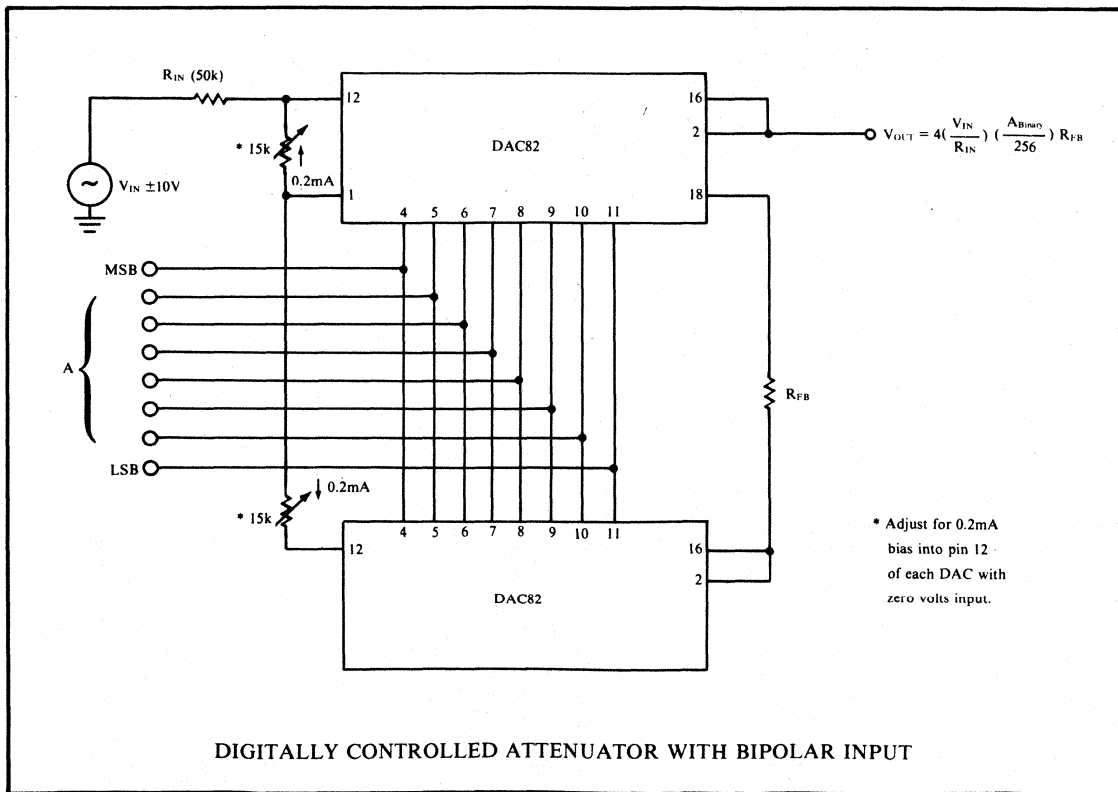 R_IN (50k)
* 15k
0.2mA
V_IN ±10V
12
1
DAC82
16
2
18
4 5 6 7 8 9 10 11
V_OUT = 4(V_IN/R_IN) (A_Binary/256) R_FB
MSB
A
LSB
R_FB
0.2mA
* 15k
4 5 6 7 8 9 10 11
12
DAC82
16
2
* Adjust for 0.2mA
bias into pin 12
of each DAC with
zero volts input.
DIGITALLY CONTROLLED ATTENUATOR WITH BIPOLAR INPUT